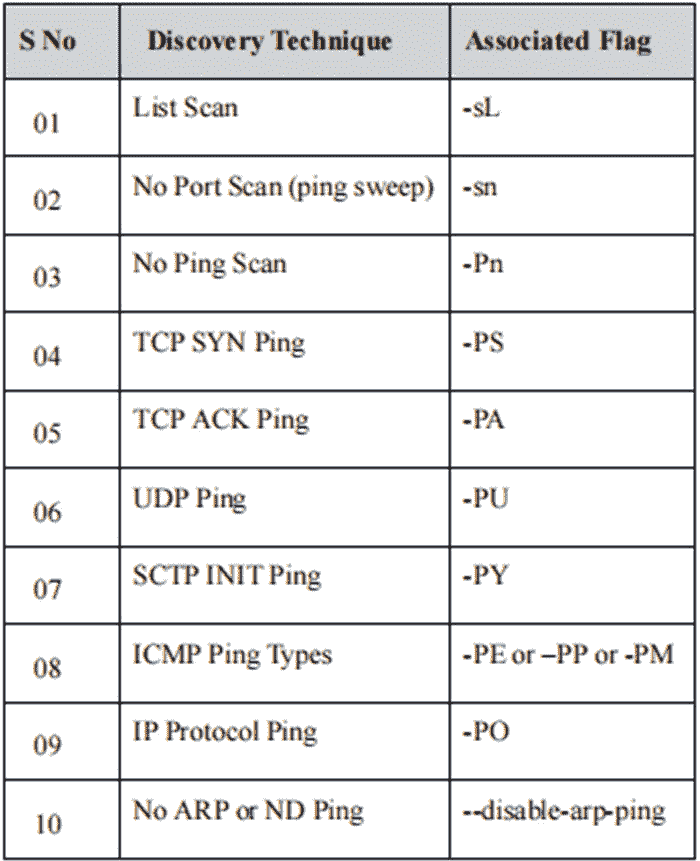 S No Discovery Technique Associated Flag
01 List Scan -sL
02 No Port Scan (ping sweep) -sn
03 No Ping Scan -Pn
04 TCP SYN Ping -PS
05 TCP ACK Ping -PA
06 UDP Ping -PU
07 SCTP INIT Ping -PY
08 ICMP Ping Types -PE or –PP or -PM
09 IP Protocol Ping -PO
10 No ARP or ND Ping --disable-arp-ping